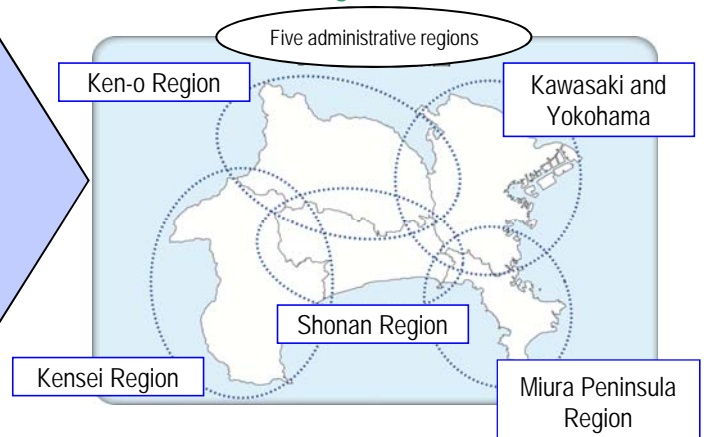 Five administrative regions
Ken-o Region
Kawasaki and
Yokohama
Shonan Region
Kensei Region
Miura Peninsula
Region